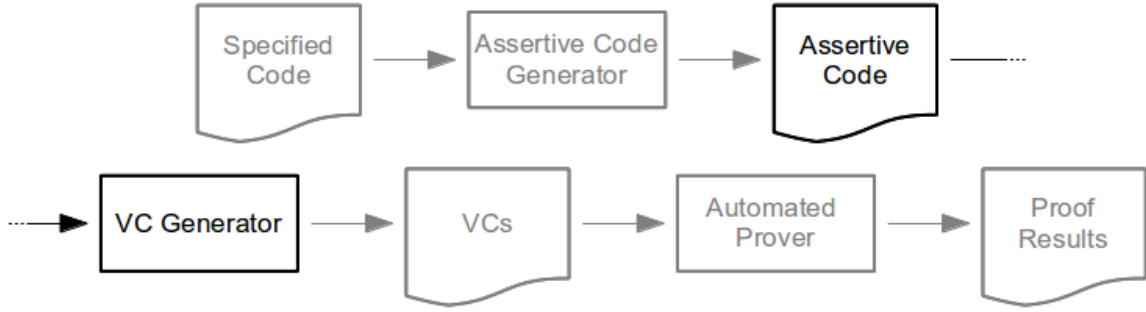 Specified
Code
Assertive Code
Generator
Assertive
Code
VC Generator
VCs
Automated
Prover
Proof
Results